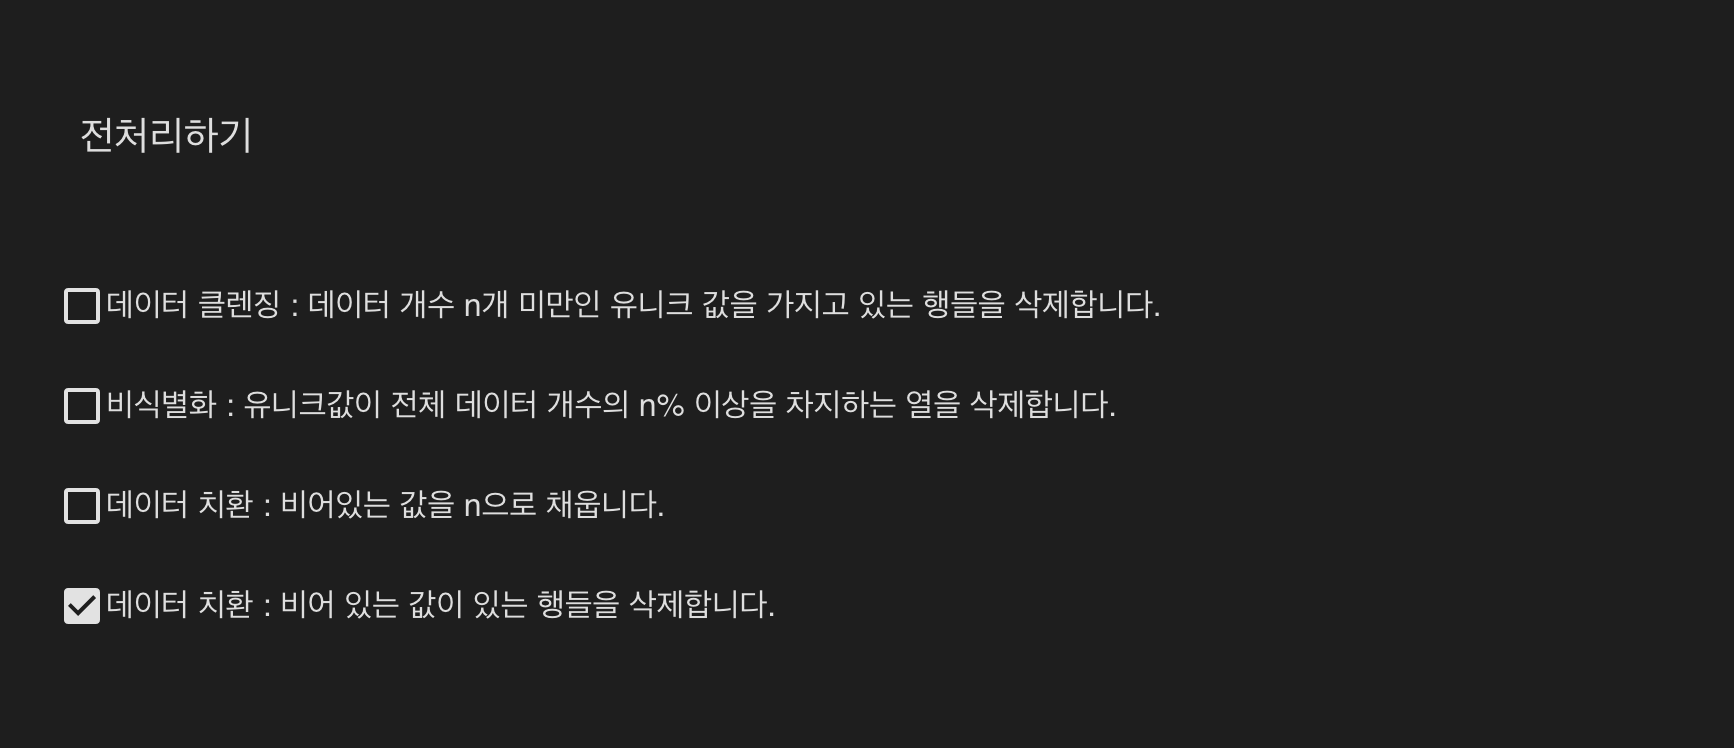 전처리하기
데이터 클렌징 : 데이터 개수 n개 미만인 유니크 값을 가지고 있는 행들을 삭제합니다.
비식별화 : 유니크값이 전체 데이터 개수의 n% 이상을 차지하는 열을 삭제합니다.
데이터 치환 : 비어있는 값을 n으로 채웁니다.
데이터 치환 : 비어 있는 값이 있는 행들을 삭제합니다.